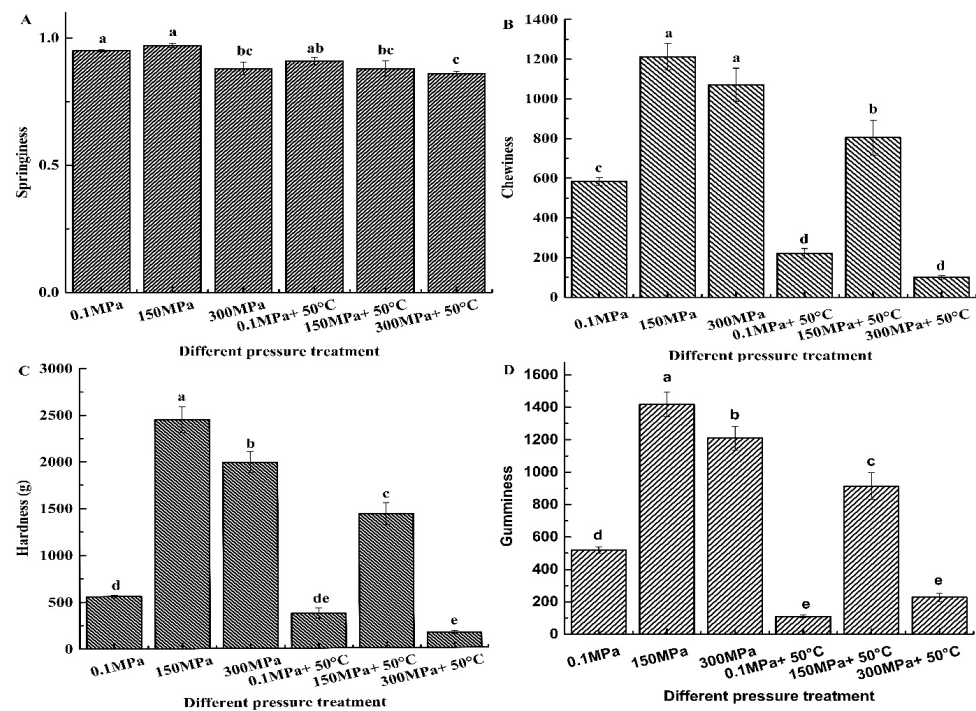 A
Springiness
1.0
0.5
0.0
a
a
bc
ab
bc
c
0.1MPa
150MPa
300MPa
0.1MPa+ 50°C
150MPa+ 50°C
300MPa+ 50°C
Different pressure treatment
B
Chewiness
1400
1200
1000
800
600
400
200
0
c
a
a
d
b
d
0.1MPa
150MPa
300MPa
0.1MPa+ 50°C
150MPa+ 50°C
300MPa+ 50°C
Different pressure treatment
C
Hardness (g)
3000
2500
2000
1500
1000
500
0
d
a
b
de
c
e
0.1MPa
150MPa
300MPa
0.1MPa+ 50°C
150MPa+ 50°C
300MPa+ 50°C
Different pressure treatment
D
Gumminess
1600
1400
1200
1000
800
600
400
200
0
d
a
b
e
c
e
0.1MPa
150MPa
300MPa
0.1MPa+ 50°C
150MPa+ 50°C
300MPa+ 50°C
Different pressure treatment